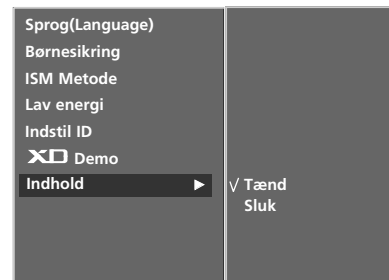 Sprog(Language)
Børnesikring
ISM Metode
Lav energi
Indstil ID
XD Demo
Indhold ►
√ Tænd
Sluk